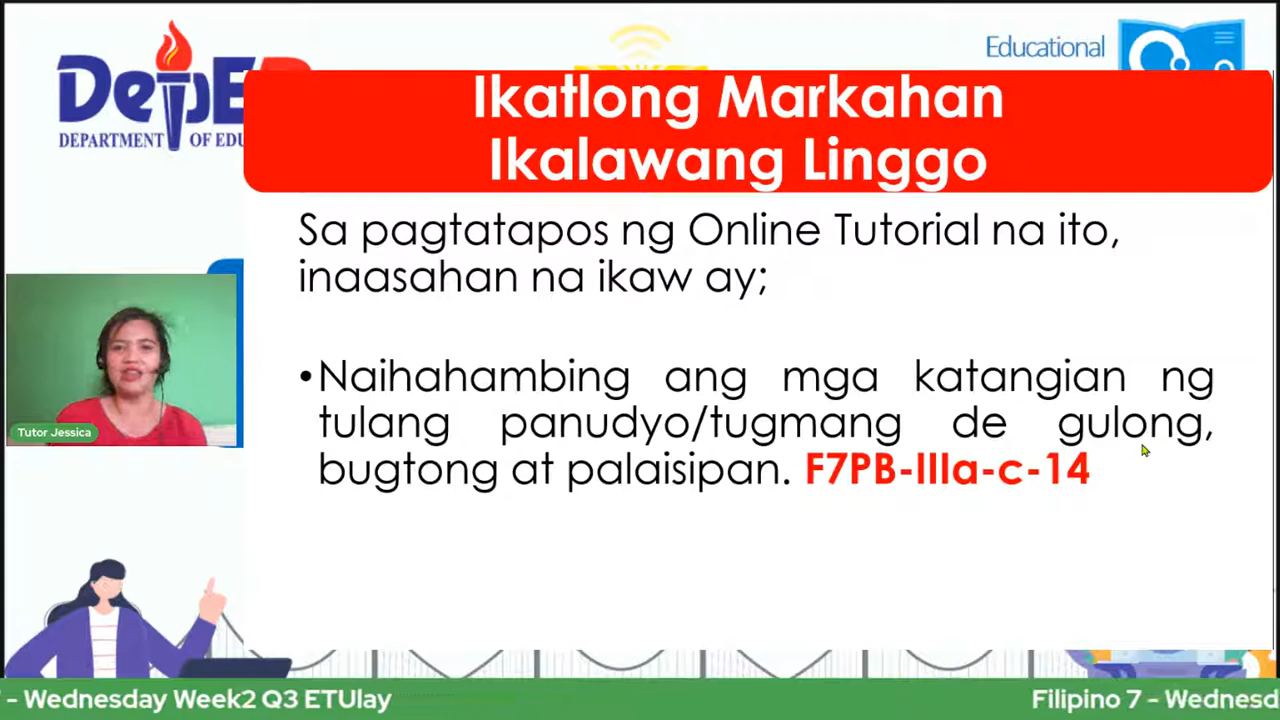 DepE
DEPARTMENT OF EDU
Educational
Ikatlong Markahan
Ikalawang Linggo
Sa pagtatapos ng Online Tutorial na ito,
inaasahan na ikaw ay;
•Naihahambing ang mga katangian ng
tulang panudyo/tugmang de gulong,
bugtong at palaisipan. F7PB-IIIa-c-14
Tutor Jessica
- Wednesday Week2 Q3 ETUlay
Filipino 7 - Wednesd